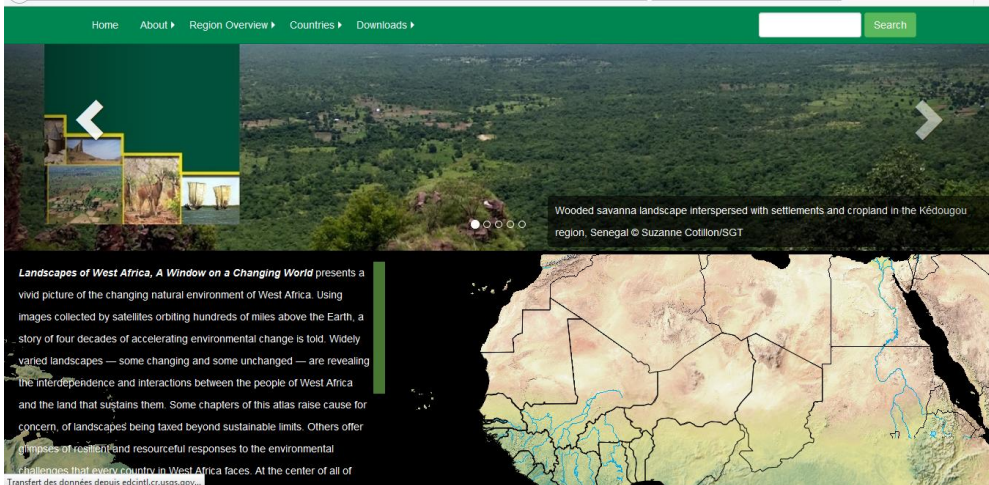 Home About Region Overview Countries Downloads Search
Wooded savanna landscape interspersed with settlements and cropland in the Kédougou
region, Senegal © Suzanne Cotillon/SGT
Landscapes of West Africa, A Window on a Changing World presents a
vivid picture of the changing natural environment of West Africa. Using
images collected by satellites orbiting hundreds of miles above the Earth, a
story of four decades of accelerating environmental change is told. Widely
varied landscapes — some changing and some unchanged — are revealing
the interdependence and interactions between the people of West Africa
and the land that sustains them. Some chapters of this atlas raise cause for
concern, of landscapes being taxed beyond sustainable limits. Others offer
glimpses of resilient and resourceful responses to the environmental
challenges that every country in West Africa faces. At the center of all of
Transfert des données depuis edcintl.cr.usgs.gov...